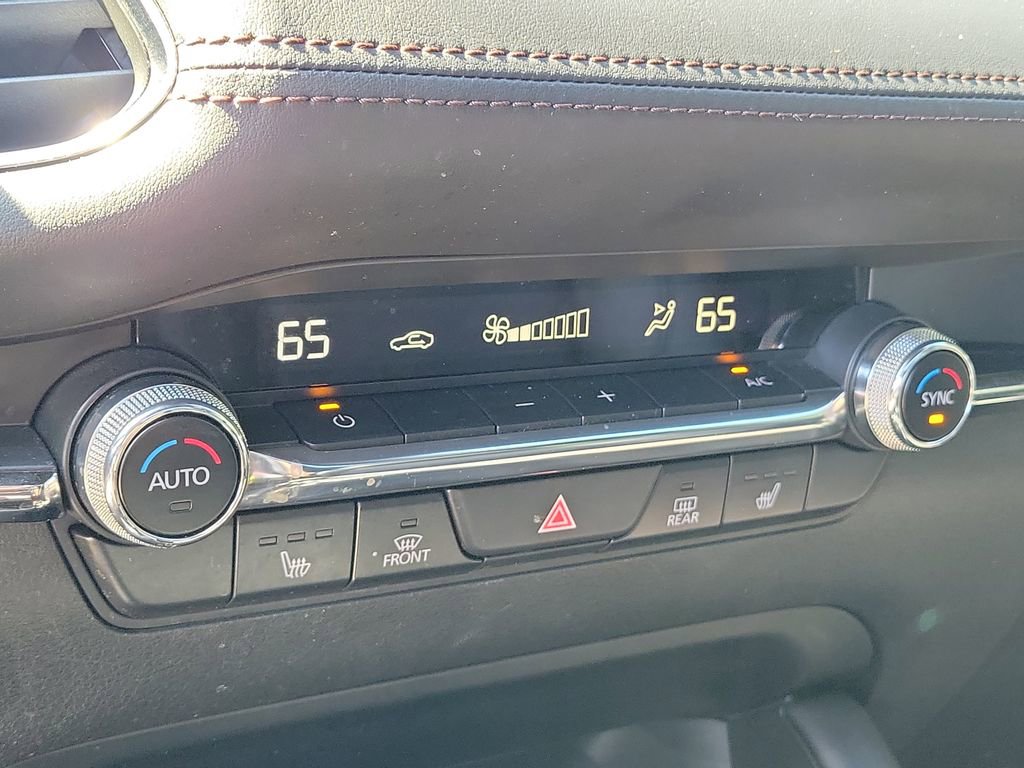 65 65
A/C
AUTO SYNC
FRONT REAR